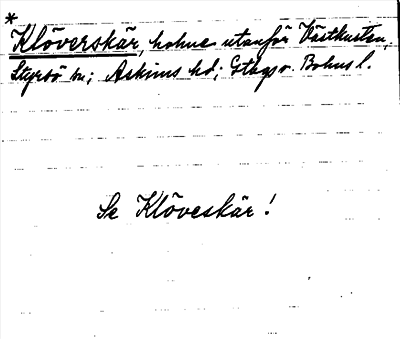 *
Klöverskär, holme utanför Västkusten,
Styrsö sn; Askims hd; Gtbgs o. Bohus l.
Se Klöveskär!